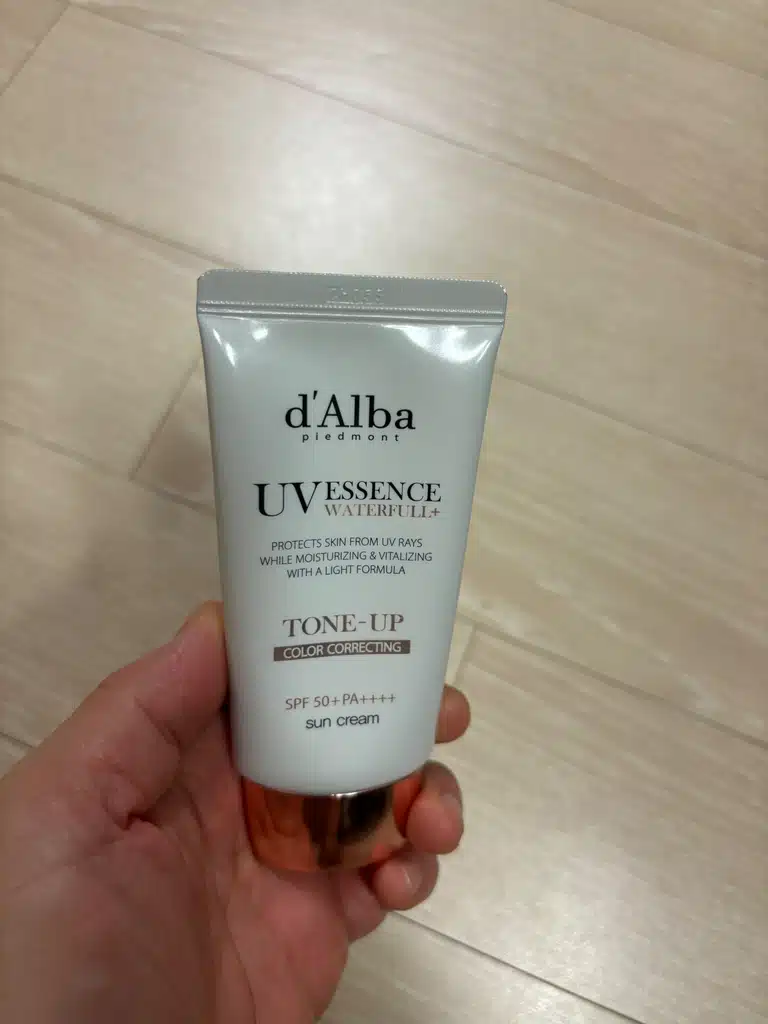 d'Alba
piedmont
UV ESSENCE
WATERFULL+
PROTECTS SKIN FROM UV RAYS
WHILE MOISTURIZING & VITALIZING
WITH A LIGHT FORMULA
TONE-UP
COLOR CORRECTING
SPF 50+ PA++++
sun cream